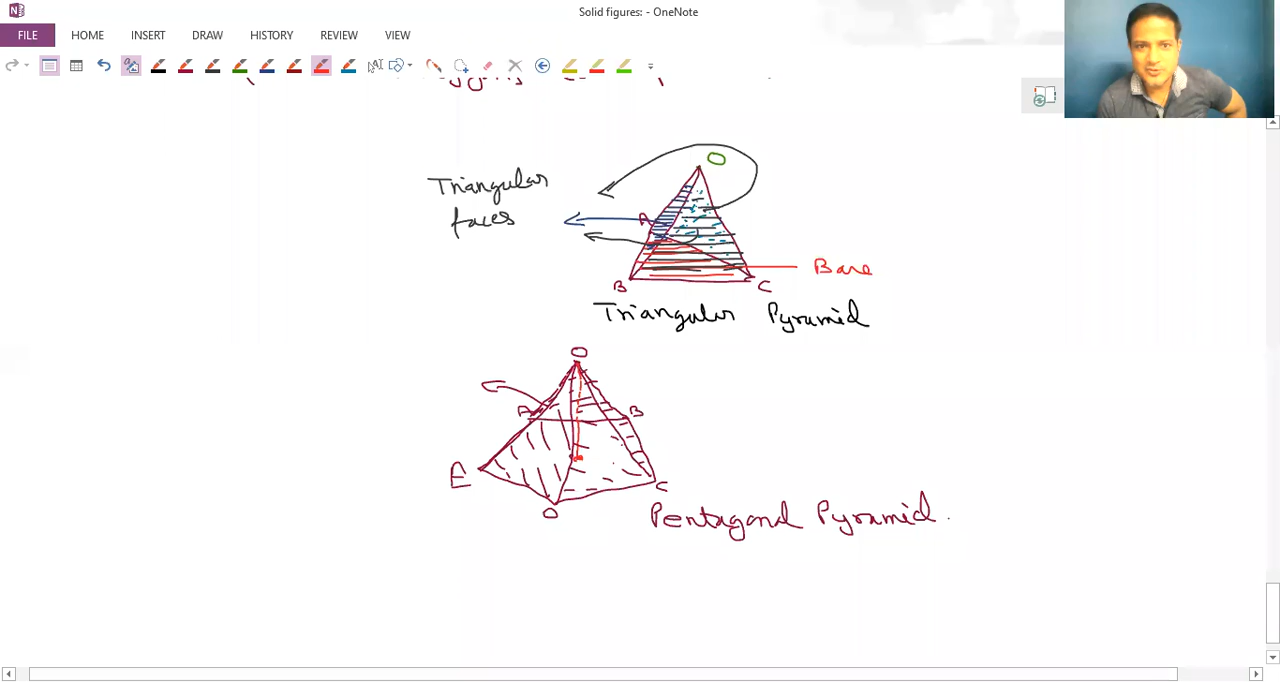 Solid figures: - OneNote
FILE HOME INSERT DRAW HISTORY REVIEW VIEW
O
Triangular
faces
A
Base
B C
Triangular Pyramid
O
A B
E
C
D
Pentagonal Pyramid.